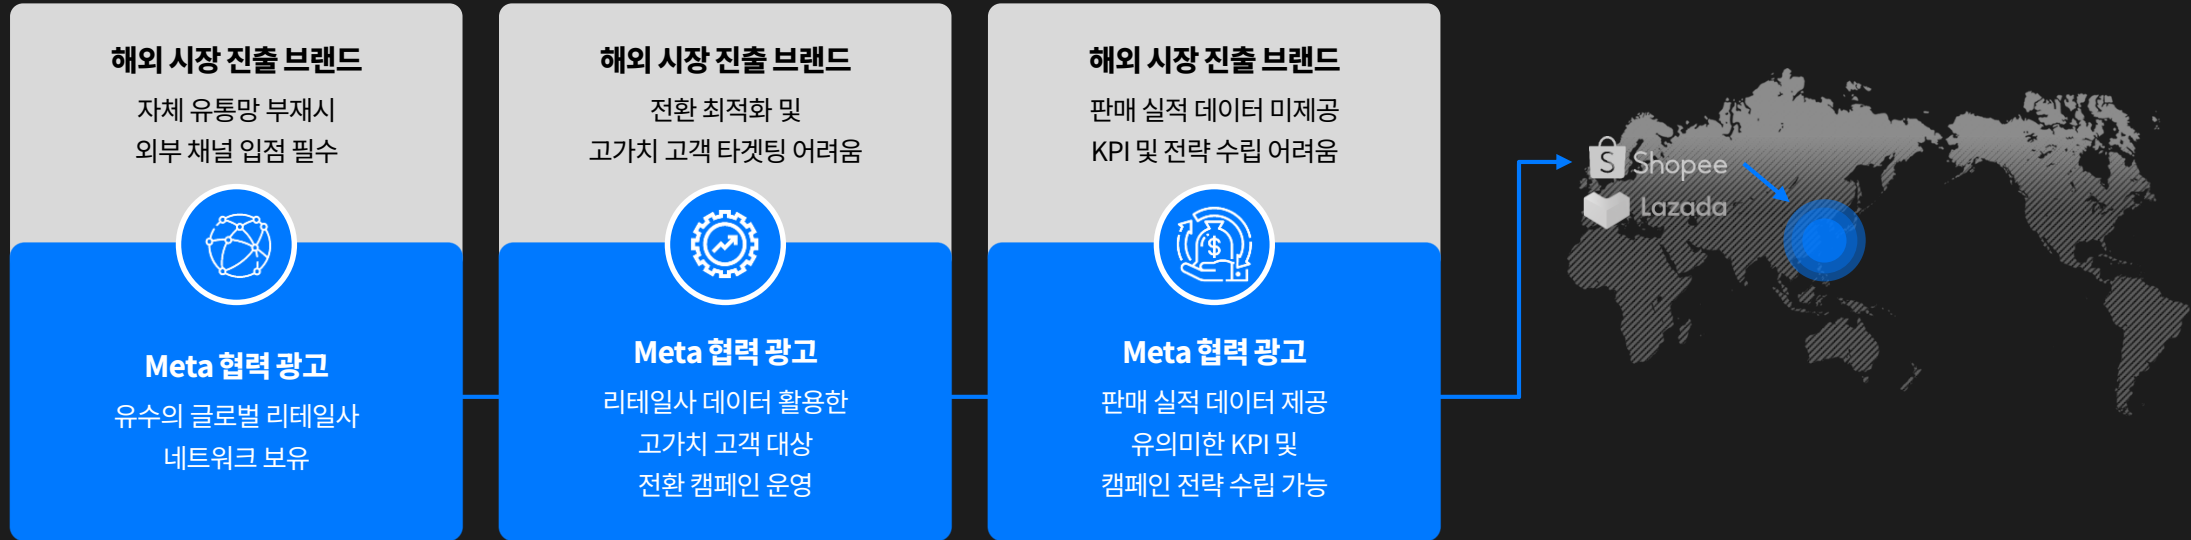 해외 시장 진출 브랜드
자체 유통망 부재시
외부 채널 입점 필수
Meta 협력 광고
유수의 글로벌 리테일사
네트워크 보유
해외 시장 진출 브랜드
전환 최적화 및
고가치 고객 타겟팅 어려움
Meta 협력 광고
리테일사 데이터 활용한
고가치 고객 대상
전환 캠페인 운영
해외 시장 진출 브랜드
판매 실적 데이터 미제공
KPI 및 전략 수립 어려움
$
Meta 협력 광고
판매 실적 데이터 제공
유의미한 KPI 및
캠페인 전략 수립 가능
S Shopee
Lazada